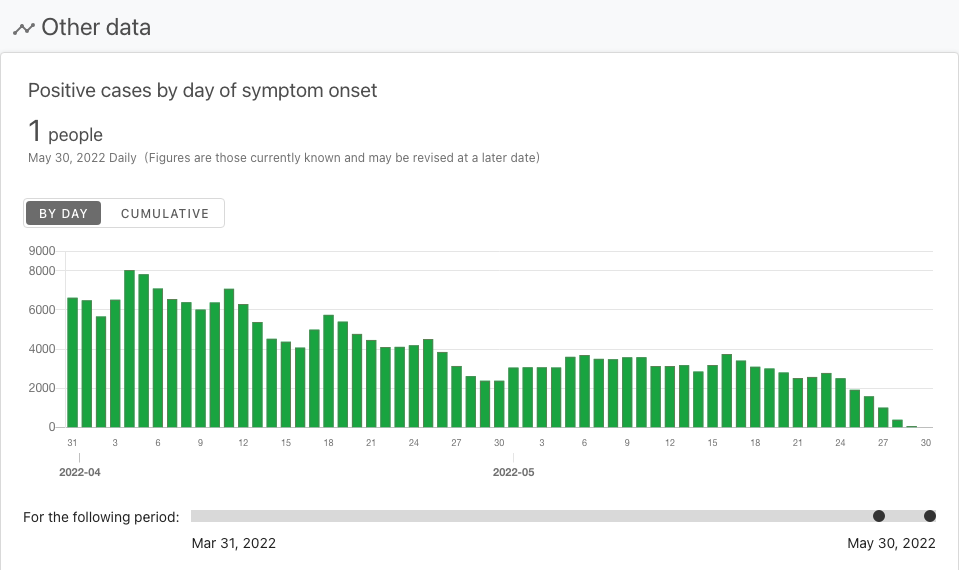 Other data
Positive cases by day of symptom onset
1 people
May 30, 2022 Daily (Figures are those currently known and may be revised at a later date)
BY DAY CUMULATIVE
9000
8000
6000
4000
2000
0
31 3 6 9 12 15 18 21 24 27 30 3 6 9 12 15 18 21 24 27 30
2022-04 2022-05
For the following period:
Mar 31, 2022 May 30, 2022